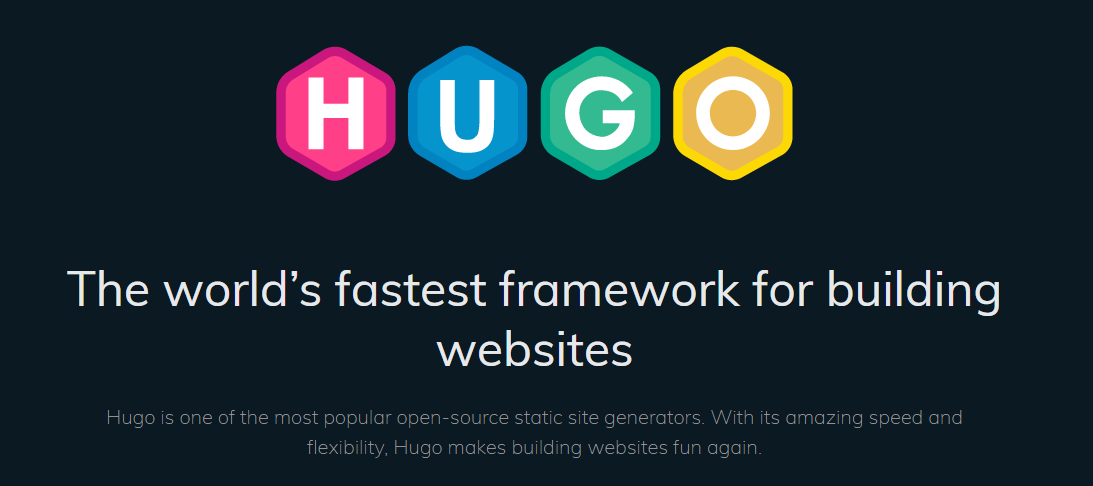 HUGO
The world’s fastest framework for building
websites
Hugo is one of the most popular open-source static site generators. With its amazing speed and
flexibility, Hugo makes building websites fun again.